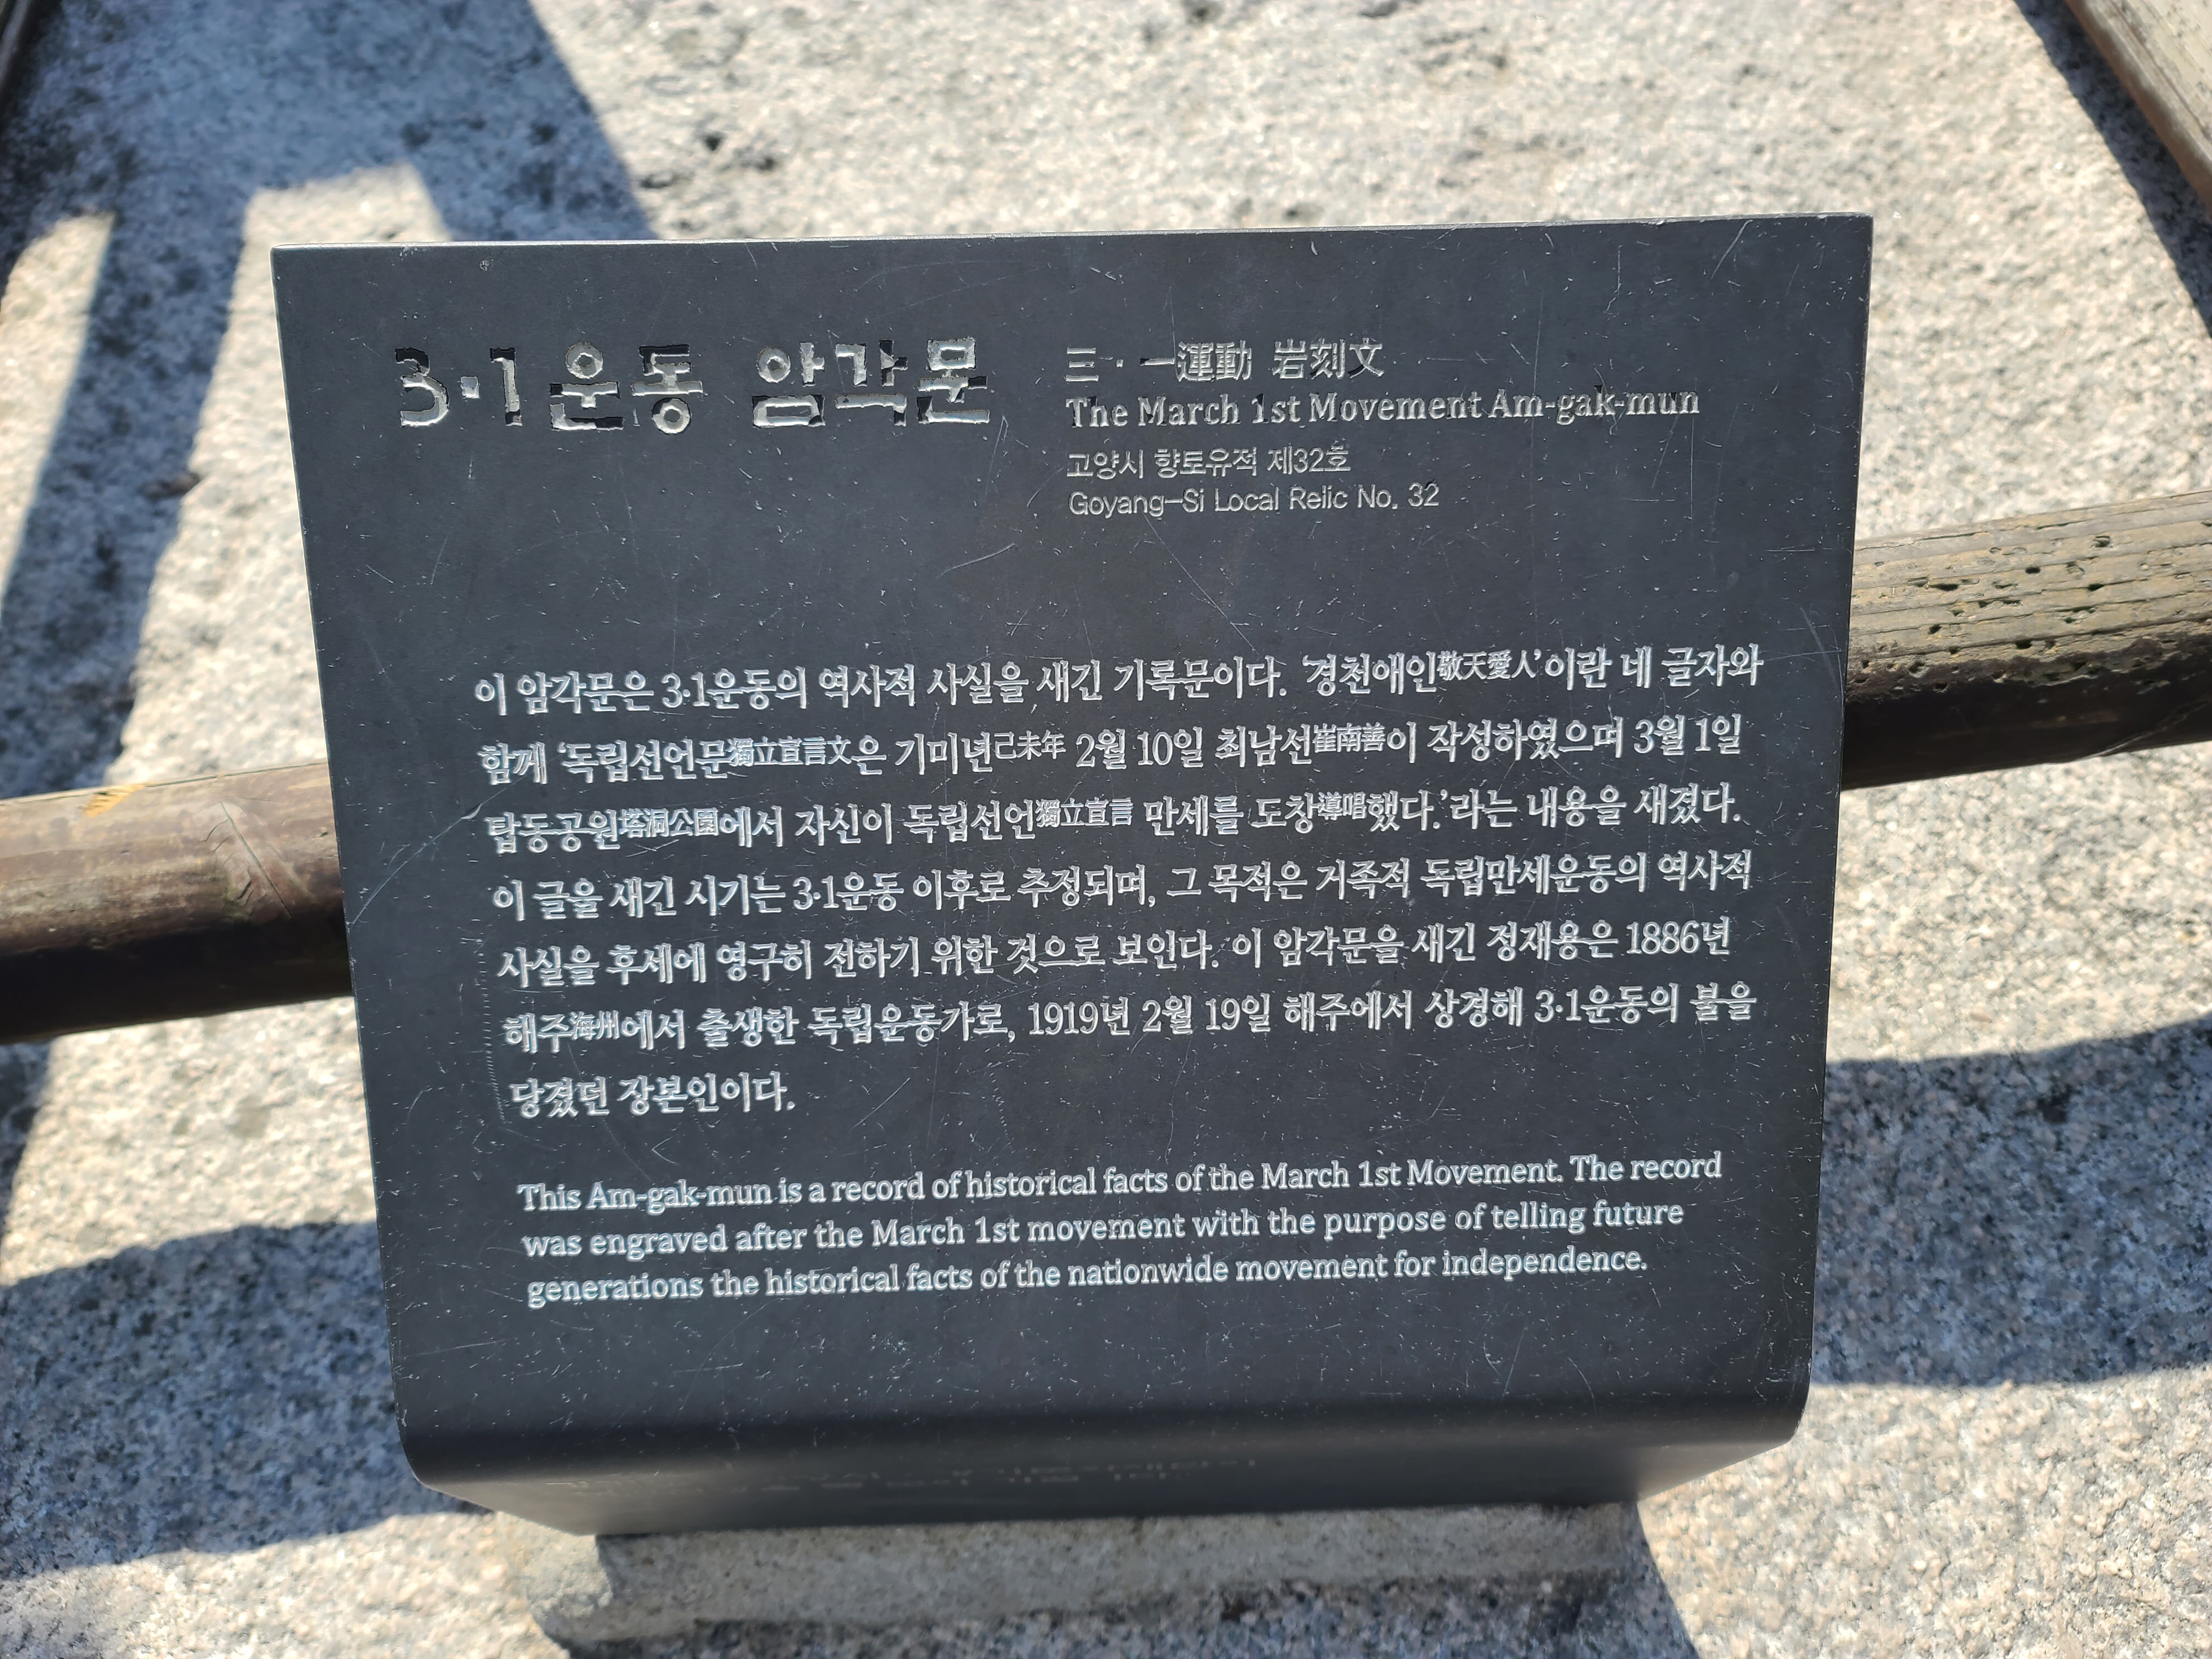 3·1운동 암각문
三·一運動 岩刻文
The March 1st Movement Am-gak-mun
고양시 향토유적 제32호
Goyang-Si Local Relic No. 32
이 암각문은 3·1운동의 역사적 사실을 새긴 기록문이다. '경천애인敬天愛人'이란 네 글자와
함께 '독립선언문獨立宣言文은 기미년己未年 2월 10일 최남선崔南善이 작성하였으며 3월 1일
탑동공원塔洞公園에서 자신이 독립선언獨立宣言 만세를 도창導唱했다.'라는 내용을 새겼다.
이 글을 새긴 시기는 3·1운동 이후로 추정되며, 그 목적은 거족적 독립만세운동의 역사적
사실을 후세에 영구히 전하기 위한 것으로 보인다. 이 암각문을 새긴 정재용은 1886년
해주海州에서 출생한 독립운동가로, 1919년 2월 19일 해주에서 상경해 3·1운동의 불을
당겼던 장본인이다.
This Am-gak-mun is a record of historical facts of the March 1st Movement. The record
was engraved after the March 1st movement with the purpose of telling future
generations the historical facts of the nationwide movement for independence.